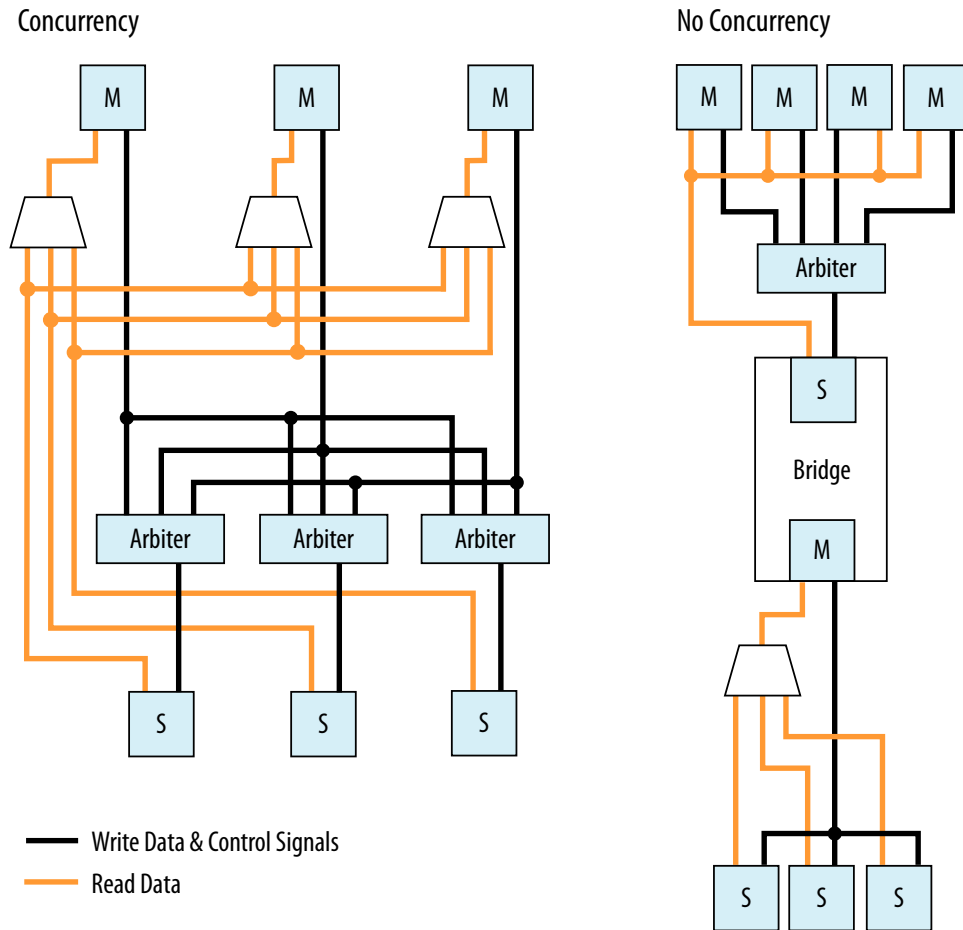 Concurrency
M
M
M
Arbiter
Arbiter
Arbiter
S
S
S
Write Data & Control Signals
Read Data
No Concurrency
M
M
M
M
Arbiter
S
Bridge
M
S
S
S